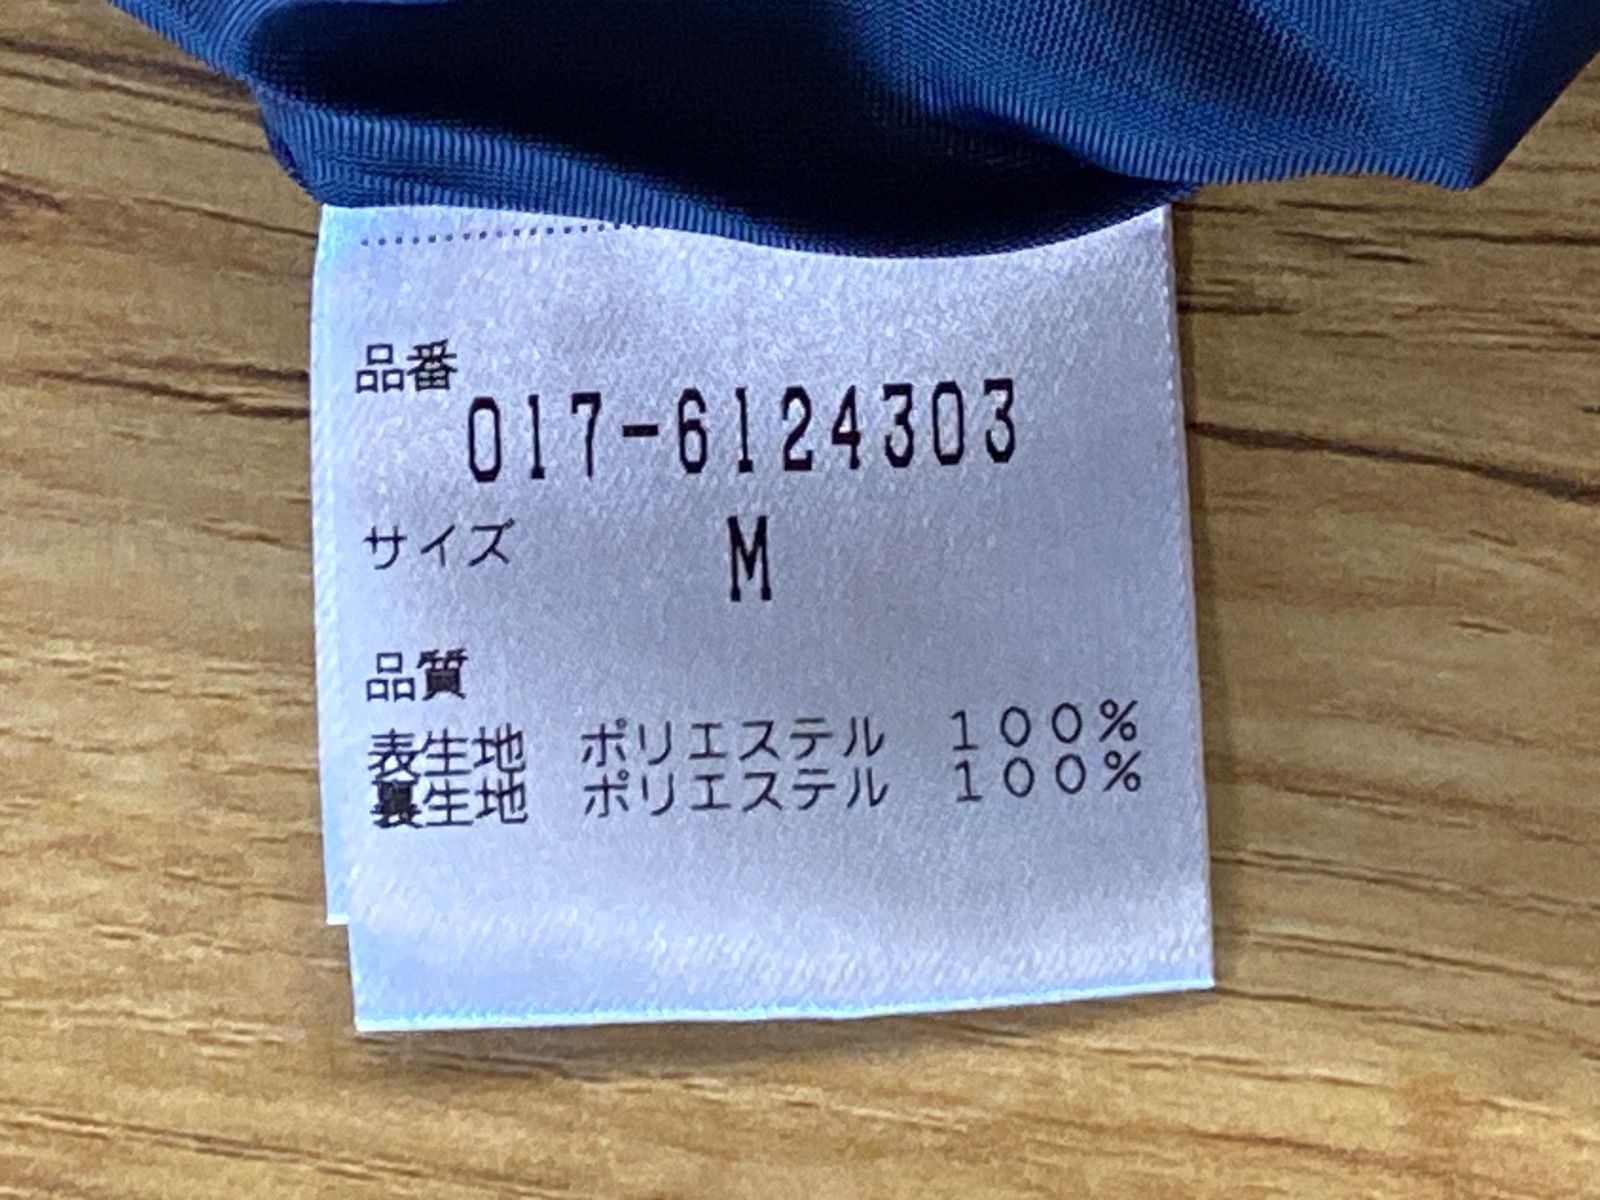 品番
017-6124303
サイズ M
品質
表生地 ポリエステル 100%
裏生地 ポリエステル 100%